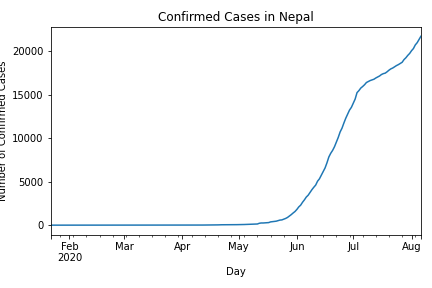 Confirmed Cases in Nepal
Number of Confirmed Cases
20000
15000
10000
5000
0
Feb
2020
Mar
Apr
May
Jun
Jul
Aug
Day